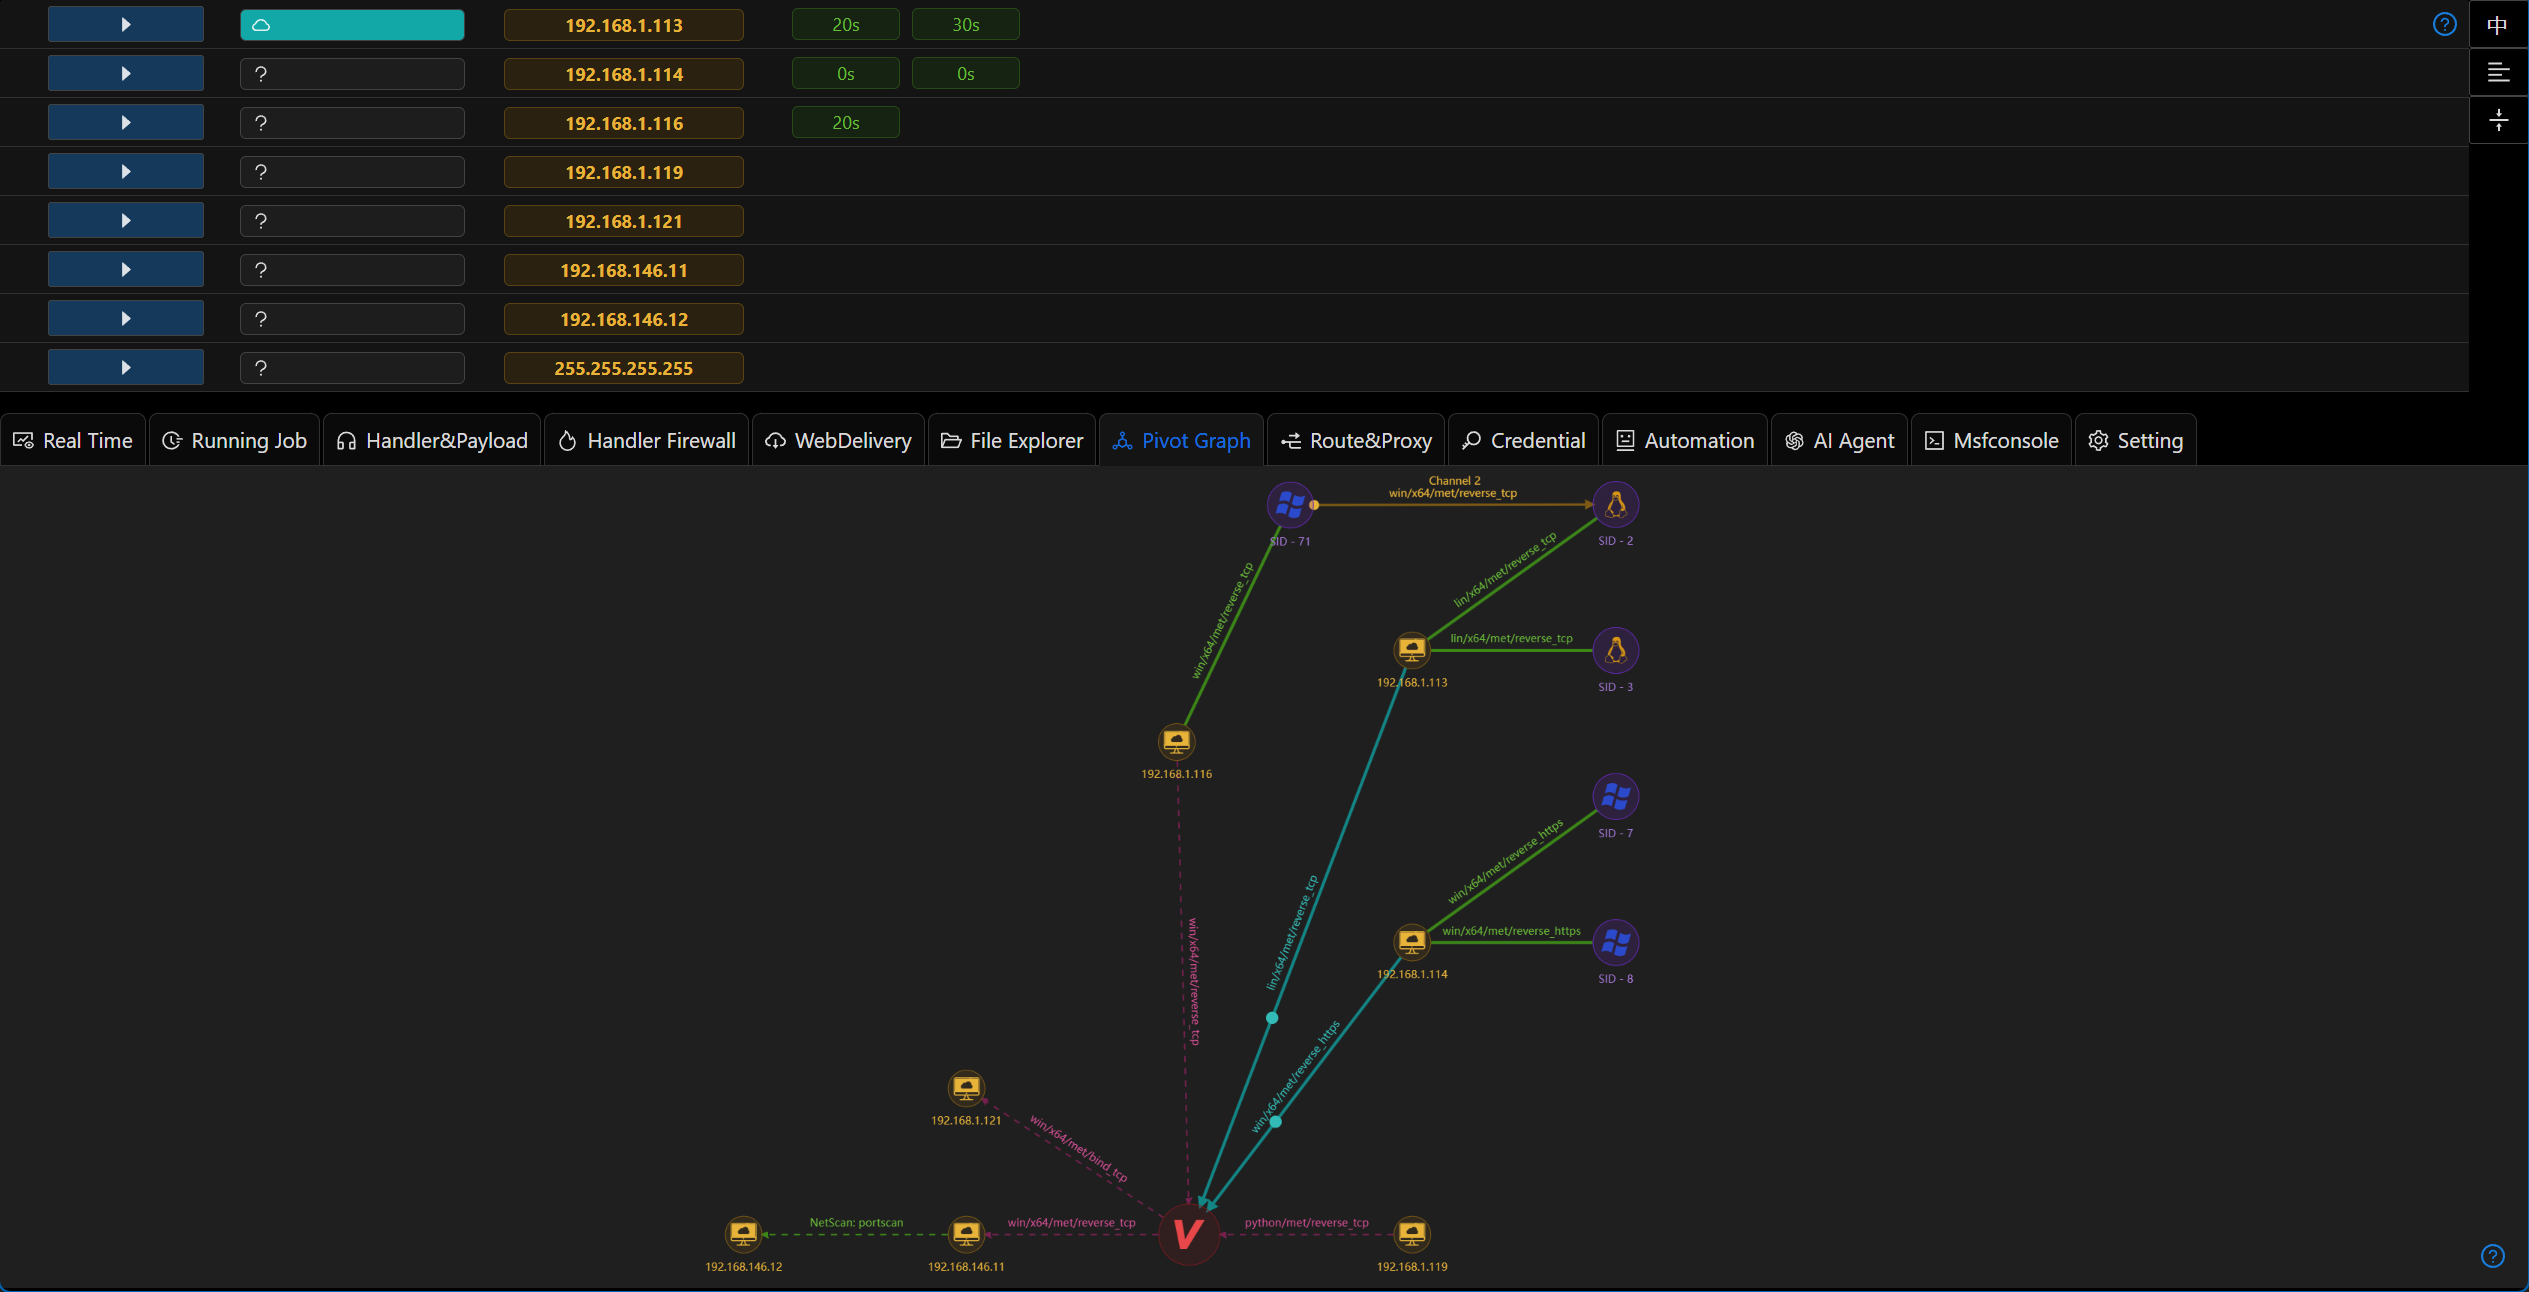 192.168.1.113 20s 30s
中
? 192.168.1.114 0s 0s
? 192.168.1.116 20s
? 192.168.1.119
? 192.168.1.121
? 192.168.146.11
? 192.168.146.12
? 255.255.255.255
Real Time Running Job Handler&Payload Handler Firewall WebDelivery File Explorer Pivot Graph Route&Proxy Credential Automation AI Agent Msfconsole Setting
Channel 2
win/x64/met/reverse_tcp
SID - 71
SID - 2
lin/x64/met/reverse_tcp
win/x64/met/reverse_tcp
lin/x64/met/reverse_tcp
192.168.1.113
SID - 3
192.168.1.116
SID - 7
win/x64/met/reverse_https
win/x64/met/reverse_https
lin/x64/met/reverse_tcp
win/x64/met/reverse_tcp
192.168.1.114
SID - 8
win/x64/met/reverse_https
192.168.1.121
win/x64/met/bind_tcp
NetScan: portscan
win/x64/met/reverse_tcp
V
python/met/reverse_tcp
192.168.146.12
192.168.146.11
192.168.1.119